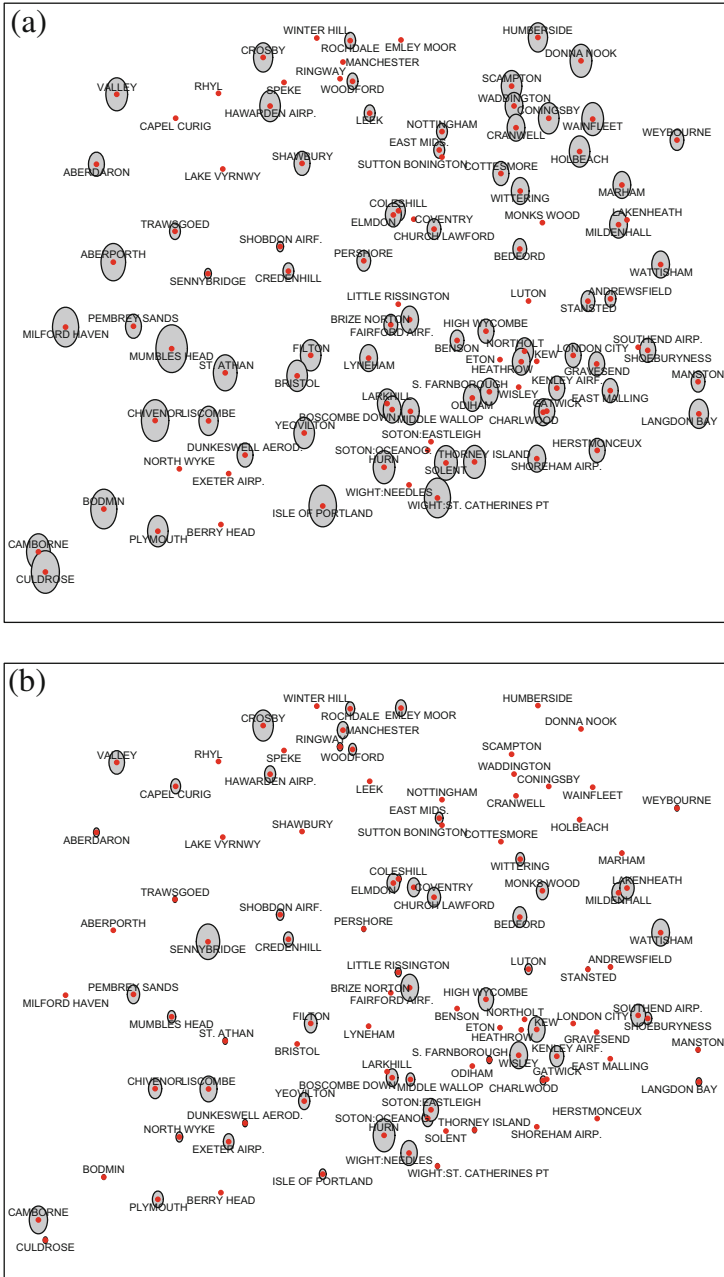 (a)
WINTER HILL
ROCHDALE
EMLEY MOOR
HUMBERSIDE
CROSBY
MANCHESTER
DONNA NOOK
RINGWAY
VALLEY
RHYL
SPEKE
WOODFORD
SCAMPTON
HAWARDEN AIRP.
WADDINGTON
CONINGSBY
CAPEL CURIG
LEEK
NOTTINGHAM
CRANWELL
WAINFLEET
WEYBOURNE
EAST MIDS.
ABERDARON
LAKE VYRNWY
SHAWBURY
SUTTON BONINGTON
COTTESMORE
HOLBEACH
WITTERING
MARHAM
COLESHILL
TRAWSGOED
ELMDON
COVENTRY
MONKS WOOD
LAKENHEATH
CHURCH LAWFORD
MILDENHALL
SHOBDON AIRF.
ABERPORTH
PERSHORE
BEDFORD
WATTISHAM
SENNYBRIDGE
CREDENHILL
LITTLE RISSINGTON
LUTON
ANDREWSFIELD
STANSTED
PEMBREY SANDS
BRIZE NORTON
HIGH WYCOMBE
MILFORD HAVEN
FAIRFORD AIRF.
NORTHOLT
LONDON CITY
SOUTHEND AIRP.
MUMBLES HEAD
FILTON
BENSON
ETON
KEW
SHOEBURYNESS
ST. ATHAN
LYNEHAM
HEATHROW
GRAVESEND
MANSTON
BRISTOL
S. FARNBOROUGH
KENLEY AIRF.
LARKHILL
WISLEY
EAST MALLING
CHIVENOR
LISCOMBE
BOSCOMBE DOWN
ODIHAM
GATWICK
MIDDLE WALLOP
CHARLWOOD
LANGDON BAY
YEOVILTON
DUNKESWELL AEROD.
SOTON:EASTLEIGH
HERSTMONCEUX
SOTON:OCEANOG
THORNEY ISLAND
NORTH WYKE
HURN
SOLENT
SHOREHAM AIRP.
EXETER AIRP.
WIGHT:NEEDLES
BODMIN
ISLE OF PORTLAND
WIGHT:ST. CATHERINES PT
PLYMOUTH
BERRY HEAD
CAMBORNE
CULDROSE
(b)
WINTER HILL
ROCHDALE
EMLEY MOOR
HUMBERSIDE
CROSBY
MANCHESTER
DONNA NOOK
RINGWAY
VALLEY
RHYL
SPEKE
WOODFORD
SCAMPTON
HAWARDEN AIRP.
WADDINGTON
CONINGSBY
CAPEL CURIG
LEEK
NOTTINGHAM
CRANWELL
WAINFLEET
WEYBOURNE
EAST MIDS.
ABERDARON
LAKE VYRNWY
SHAWBURY
SUTTON BONINGTON
COTTESMORE
HOLBEACH
WITTERING
MARHAM
COLESHILL
TRAWSGOED
ELMDON
COVENTRY
MONKS WOOD
LAKENHEATH
CHURCH LAWFORD
MILDENHALL
SHOBDON AIRF.
ABERPORTH
PERSHORE
BEDFORD
WATTISHAM
SENNYBRIDGE
CREDENHILL
LITTLE RISSINGTON
LUTON
ANDREWSFIELD
STANSTED
PEMBREY SANDS
BRIZE NORTON
HIGH WYCOMBE
MILFORD HAVEN
FAIRFORD AIRF.
NORTHOLT
LONDON CITY
SOUTHEND AIRP.
MUMBLES HEAD
FILTON
BENSON
ETON
KEW
SHOEBURYNESS
ST. ATHAN
LYNEHAM
HEATHROW
GRAVESEND
MANSTON
BRISTOL
S. FARNBOROUGH
KENLEY AIRF.
LARKHILL
WISLEY
EAST MALLING
CHIVENOR
LISCOMBE
BOSCOMBE DOWN
ODIHAM
GATWICK
MIDDLE WALLOP
CHARLWOOD
LANGDON BAY
YEOVILTON
DUNKESWELL AEROD.
SOTON:EASTLEIGH
HERSTMONCEUX
SOTON:OCEANOG
THORNEY ISLAND
NORTH WYKE
HURN
SOLENT
SHOREHAM AIRP.
EXETER AIRP.
WIGHT:NEEDLES
BODMIN
ISLE OF PORTLAND
WIGHT:ST. CATHERINES PT
PLYMOUTH
BERRY HEAD
CAMBORNE
CULDROSE